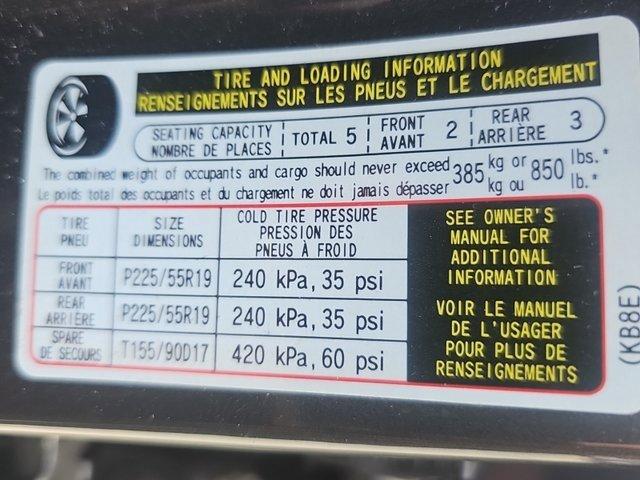 TIRE AND LOADING INFORMATION
RENSEIGNEMENTS SUR LES PNEUS ET LE CHARGEMENT
SEATING CAPACITY TOTAL 5 FRONT 2 REAR 3
NOMBRE DE PLACES AVANT ARRIÈRE
The combined weight of occupants and cargo should never exceed 385 kg or 850 lbs.*
Le poids total des occupants et du chargement ne doit jamais dépasser kg ou lb.*
TIRE SIZE COLD TIRE PRESSURE
PNEU DIMENSIONS PRESSION DES
PNEUS À FROID
FRONT
AVANT P225/55R19 240 kPa, 35 psi
REAR
ARRIÈRE P225/55R19 240 kPa, 35 psi
SPARE
DE SECOURS T155/90D17 420 kPa, 60 psi
SEE OWNER'S
MANUAL FOR
ADDITIONAL
INFORMATION
VOIR LE MANUEL
DE L'USAGER
POUR PLUS DE
RENSEIGNEMENTS
(KB8E)